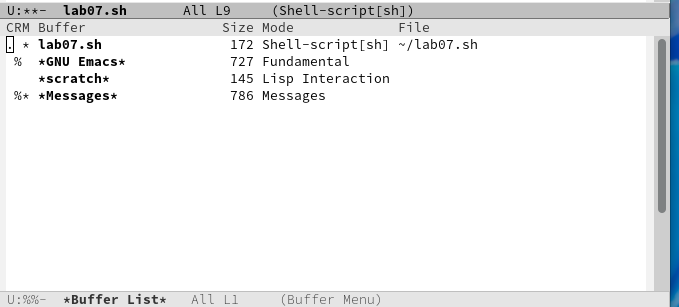 U:**-  lab07.sh       All L9     (Shell-script[sh])
CRM Buffer                 Size Mode             File
. * lab07.sh                172 Shell-script[sh] ~/lab07.sh
 %  *GNU Emacs*             727 Fundamental
    *scratch*               145 Lisp Interaction
 %* *Messages*              786 Messages
U:%%-  *Buffer List*   All L1     (Buffer Menu)